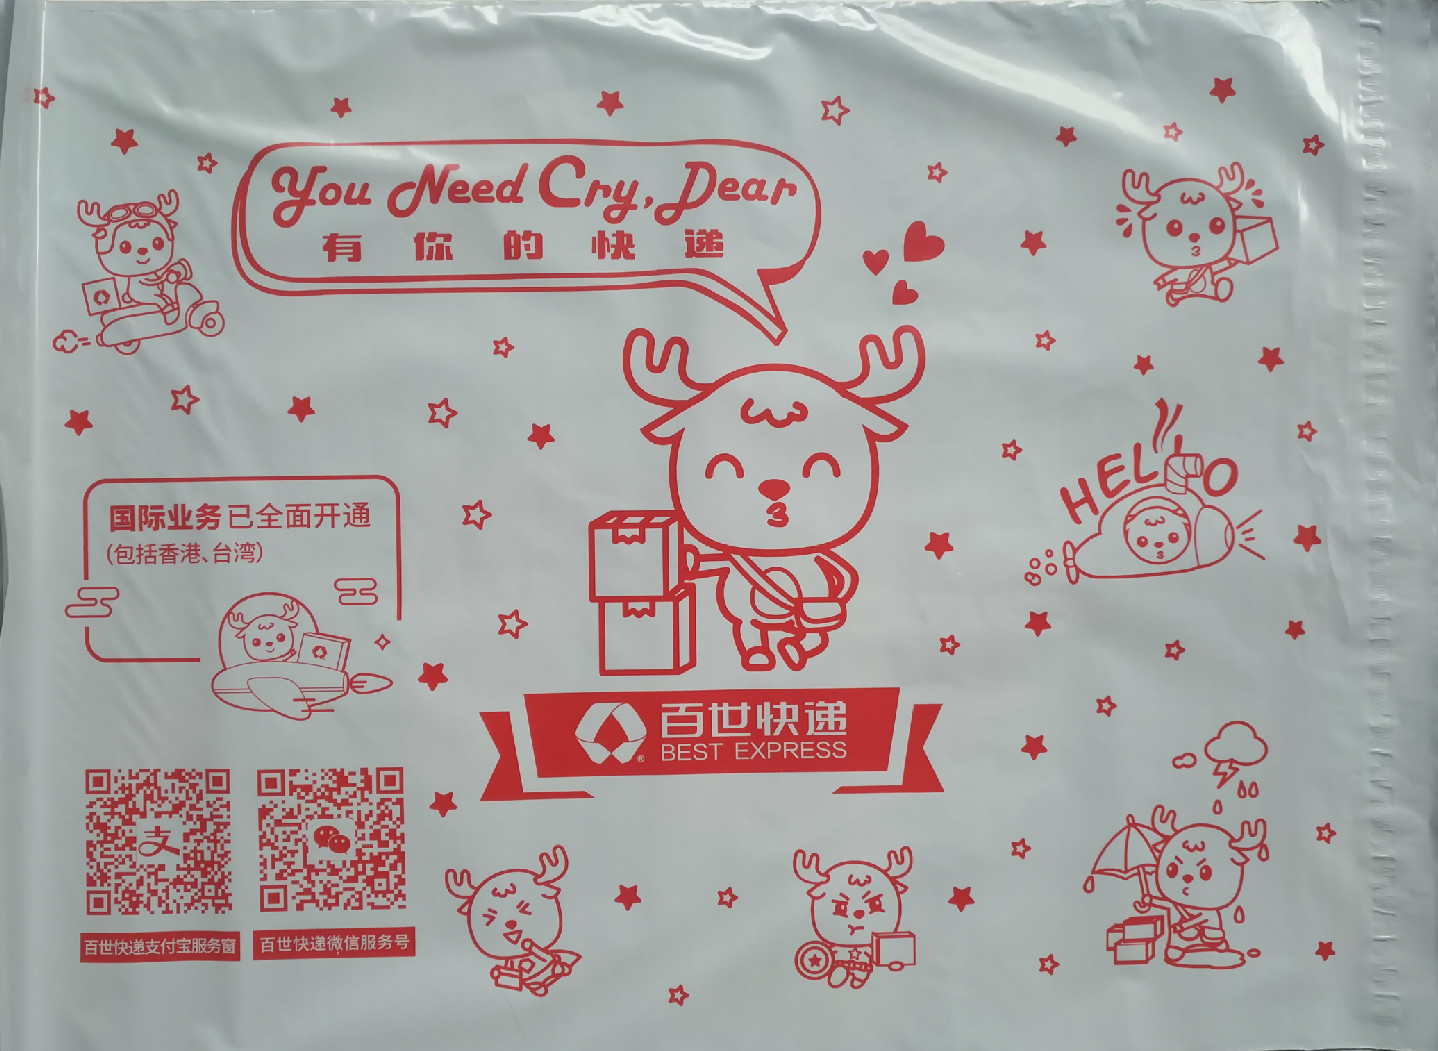 You Need Cry, Dear
有你的快递
HELLO
国际业务已全面开通
(包括香港、台湾)
百世快递
BEST EXPRESS
®
支
百世快递支付宝服务窗
百世快递微信服务号